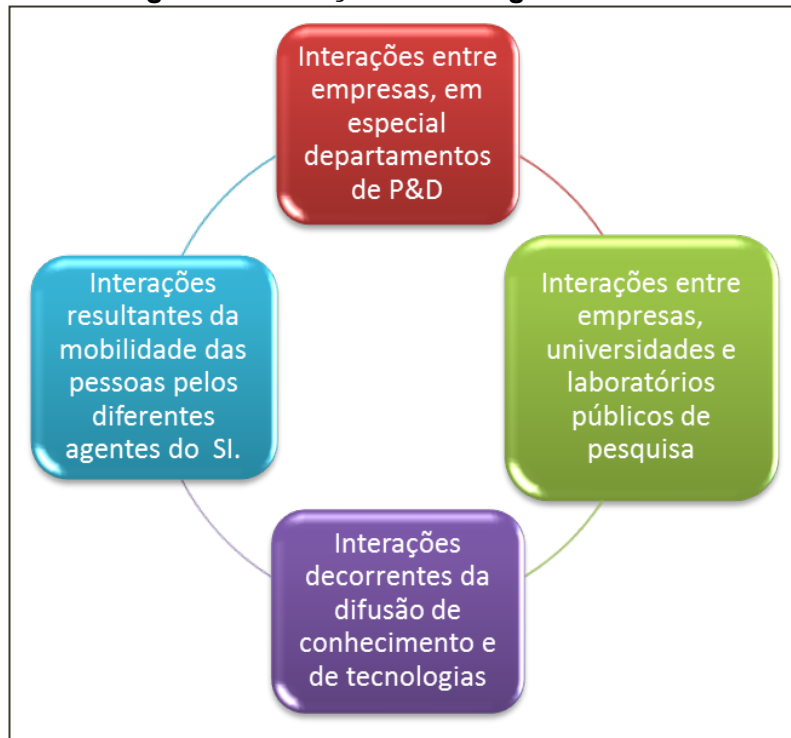 Interações entre
empresas, em
especial
departamentos
de P&D
Interações
resultantes da
mobilidade das
pessoas pelos
diferentes
agentes do SI.
Interações entre
empresas,
universidades e
laboratórios
públicos de
pesquisa
Interações
decorrentes da
difusão de
conhecimento e
de tecnologias